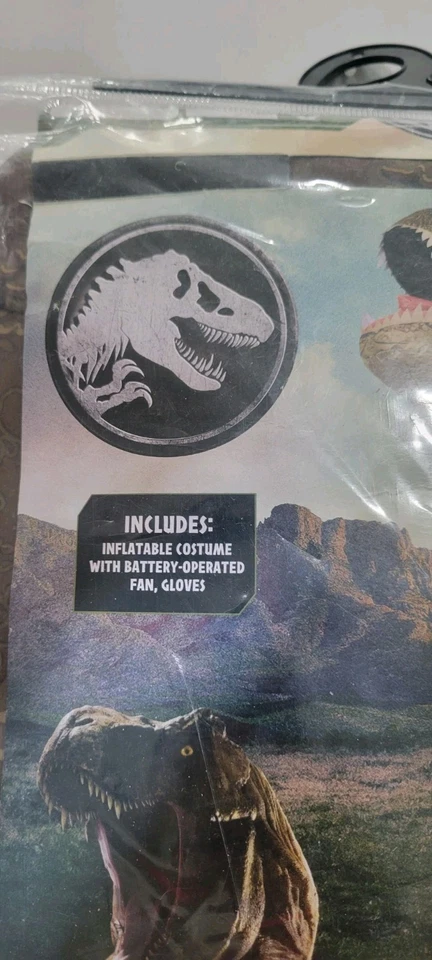 INCLUDES:
INFLATABLE COSTUME
WITH BATTERY-OPERATED
FAN, GLOVES